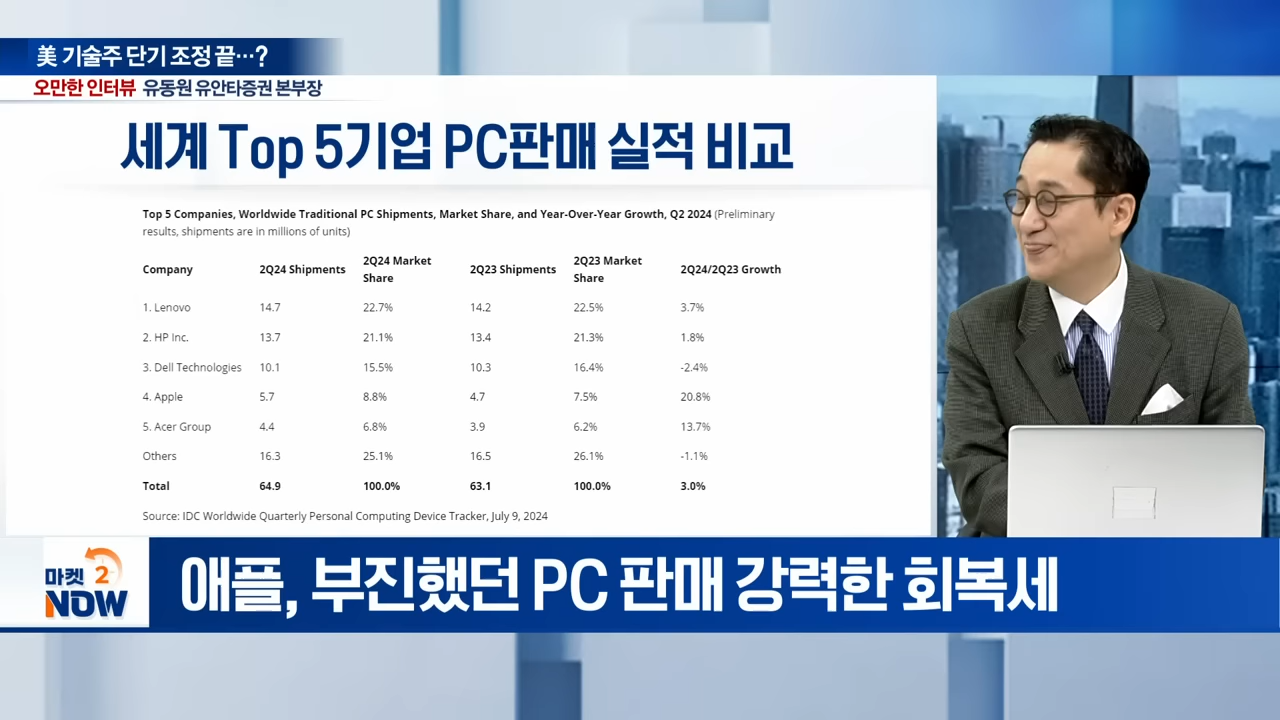 美 기술주 단기 조정 끝…?
오만한 인터뷰 유동원 유안타증권 본부장
세계 Top 5기업 PC판매 실적 비교
Top 5 Companies, Worldwide Traditional PC Shipments, Market Share, and Year-Over-Year Growth, Q2 2024 (Preliminary
results, shipments are in millions of units)
Company 2Q24 Shipments 2Q24 Market Share 2Q23 Shipments 2Q23 Market Share 2Q24/2Q23 Growth
1. Lenovo 14.7 22.7% 14.2 22.5% 3.7%
2. HP Inc. 13.7 21.1% 13.4 21.3% 1.8%
3. Dell Technologies 10.1 15.5% 10.3 16.4% -2.4%
4. Apple 5.7 8.8% 4.7 7.5% 20.8%
5. Acer Group 4.4 6.8% 3.9 6.2% 13.7%
Others 16.3 25.1% 16.5 26.1% -1.1%
Total 64.9 100.0% 63.1 100.0% 3.0%
Source: IDC Worldwide Quarterly Personal Computing Device Tracker, July 9, 2024
마켓 2
NOW
애플, 부진했던 PC 판매 강력한 회복세